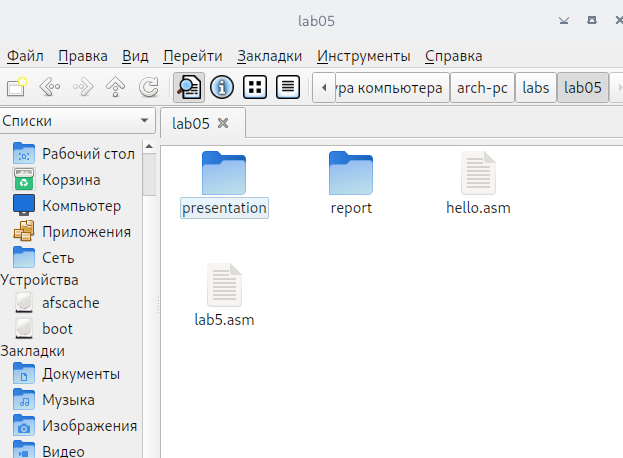 lab05
Файл Правка Вид Перейти Закладки Инструменты Справка
ура компьютера arch-pc labs lab05
Списки
lab05
Рабочий стол
Корзина
Компьютер
Приложения
Сеть
Устройства
afscache
boot
Закладки
Документы
Музыка
Изображения
Видео
presentation report hello.asm
lab5.asm